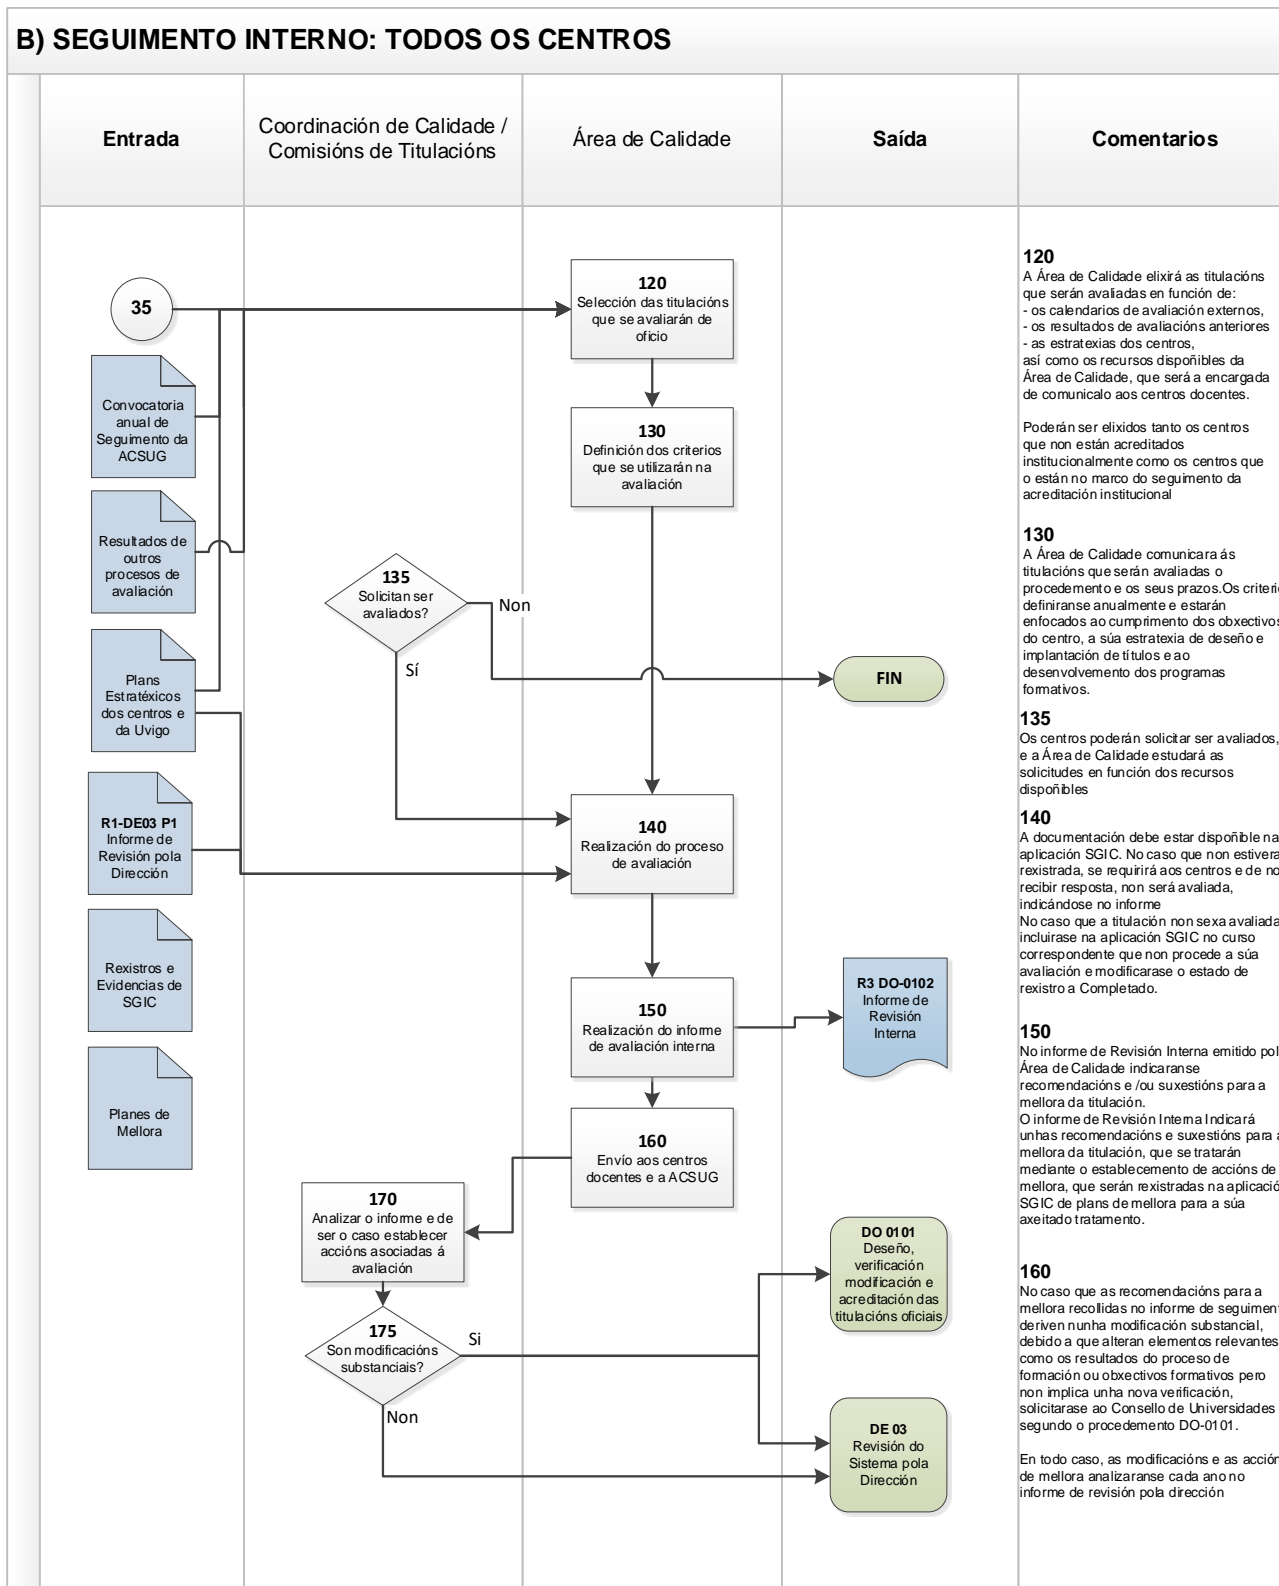 B) SEGUIMENTO INTERNO: TODOS OS CENTROS
Entrada
Coordinación de Calidade /
Comisións de Titulacións
Área de Calidade
Saída
Comentarios
35
Convocatoria
anual de
Seguimento da
ACSUG
Resultados de
outros
procesos de
avaliación
Plans
Estratéxicos
dos centros e
da Uvigo
R1-DE03 P1
Informe de
Revisión pola
Dirección
Rexistros e
Evidencias de
SGIC
Planes de
Mellora
135
Solicitan ser
avaliados?
Non
Sí
170
Analizar o informe e de
ser o caso establecer
accións asociadas á
avaliación
175
Son modificacións
substanciais?
Si
Non
120
Selección das titulacións
que se avaliarán de
oficio
130
Definición dos criterios
que se utilizarán na
avaliación
140
Realización do proceso
de avaliación
150
Realización do informe
de avaliación interna
160
Envío aos centros
docentes e a ACSUG
FIN
R3 DO-0102
Informe de
Revisión
Interna
DO 0101
Deseño,
verificación
modificación e
acreditación das
titulacións oficiais
DE 03
Revisión do
Sistema pola
Dirección
120
A Área de Calidade elixirá as titulacións
que serán avaliadas en función de:
- os calendarios de avaliación externos,
- os resultados de avaliacións anteriores
- as estratexias dos centros,
así como os recursos dispoñibles da
Área de Calidade, que será a encargada
de comunicalo aos centros docentes.
Poderán ser elixidos tanto os centros
que non están acreditados
institucionalmente como os centros que
o están no marco do seguimento da
acreditación institucional
130
A Área de Calidade comunicara ás
titulacións que serán avaliadas o
procedemento e os seus prazos.Os criteri
definiranse anualmente e estarán
enfocados ao cumprimento dos obxectivos
do centro, a súa estratexia de deseño e
implantación de títulos e ao
desenvolvemento dos programas
formativos.
135
Os centros poderán solicitar ser avaliados,
e a Área de Calidade estudará as
solicitudes en función dos recursos
dispoñibles
140
A documentación debe estar dispoñible na
aplicación SGIC. No caso que non estivera
rexistrada, se requirirá aos centros e de no
recibir resposta, non será avaliada,
indicándose no informe
No caso que a titulación non sexa avaliada
incluirase na aplicación SGIC no curso
correspondente que non procede a súa
avaliación e modificarase o estado de
rexistro a Completado.
150
No informe de Revisión Interna emitido pol
Área de Calidade indicaranse
recomendacións e /ou suxestións para a
mellora da titulación.
O informe de Revisión Interna Indicará
unhas recomendacións e suxestións para a
mellora da titulación, que se tratarán
mediante o establecemento de accións de
mellora, que serán rexistradas na aplicació
SGIC de plans de mellora para a súa
axeitado tratamento.
160
No caso que as recomendacións para a
mellora recollidas no informe de seguiment
deriven nunha modificación substancial,
debido a que alteran elementos relevantes
como os resultados do proceso de
formación ou obxectivos formativos pero
non implica unha nova verificación,
solicitarase ao Consello de Universidades
segundo o procedemento DO-0101.
En todo caso, as modificacións e as acción
de mellora analizaranse cada ano no
informe de revisión pola dirección